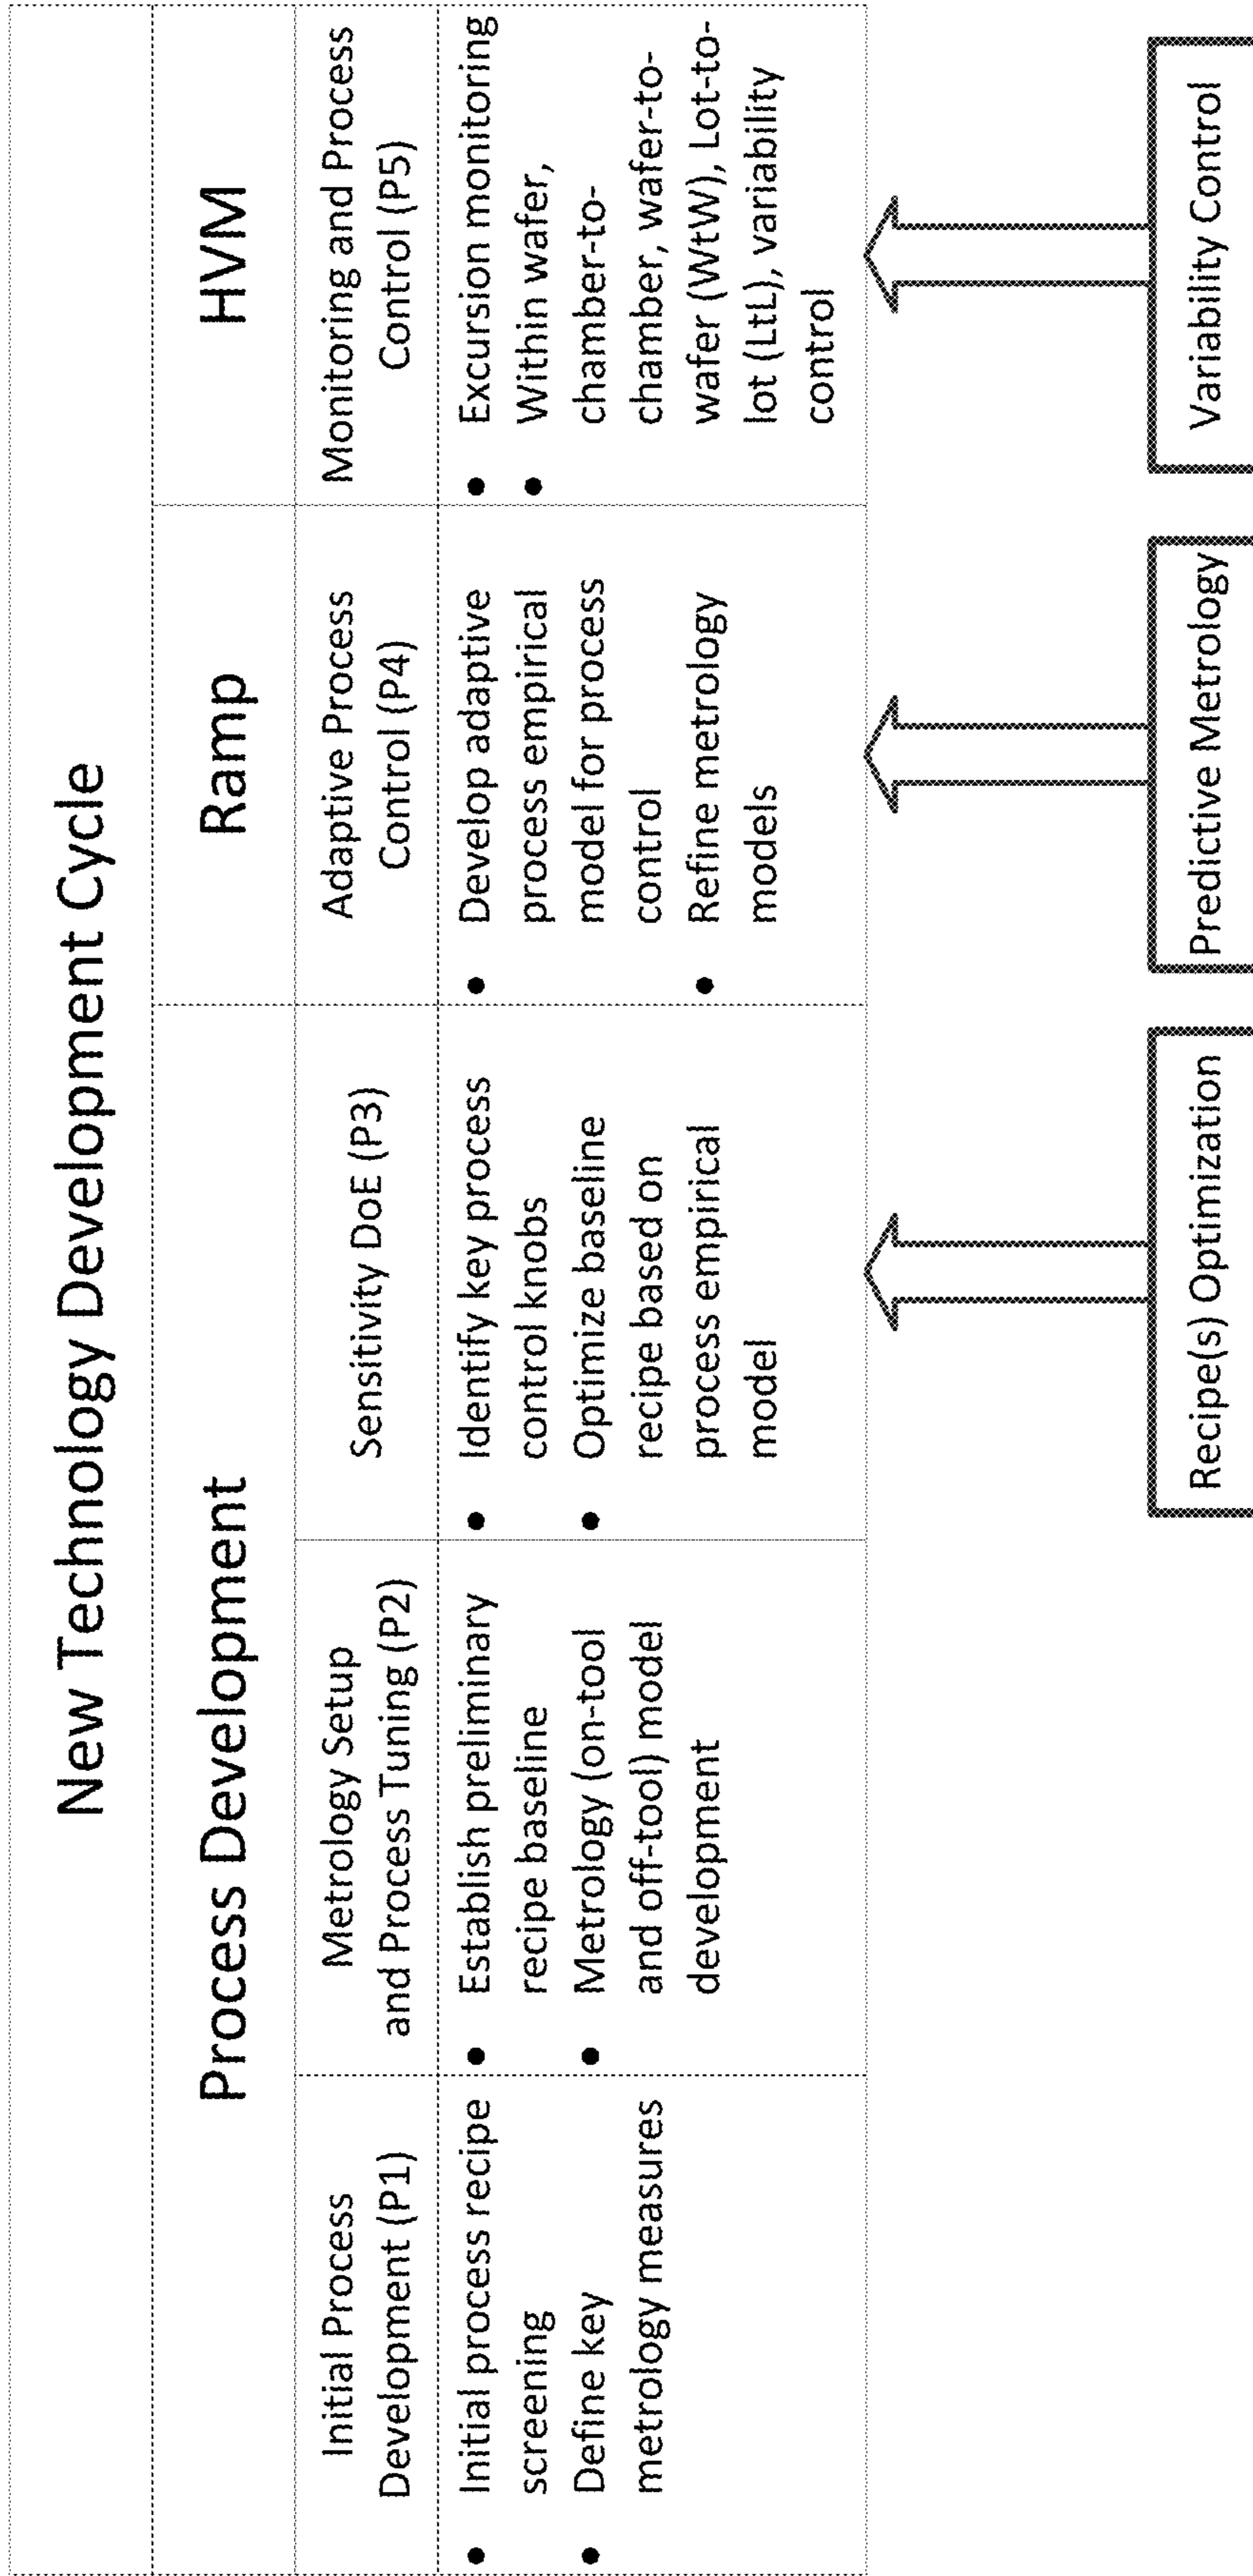 New Technology Development Cycle
Process Development
Ramp
HVM
Initial Process
Development (P1)
Metrology Setup
and Process Tuning (P2)
Sensitivity DoE (P3)
Adaptive Process
Control (P4)
Monitoring and Process
Control (P5)
• Initial process recipe
screening
• Define key
metrology measures
• Establish preliminary
recipe baseline
• Metrology (on-tool
and off-tool) model
development
• Identify key process
control knobs
• Optimize baseline
recipe based on
process empirical
model
• Develop adaptive
process empirical
model for process
control
• Refine metrology
models
• Excursion monitoring
• Within wafer,
chamber-to-
chamber, wafer-to-
wafer (WtW), Lot-to-
lot (LtL), variability
control
Recipe(s) Optimization
Predictive Metrology
Variability Control